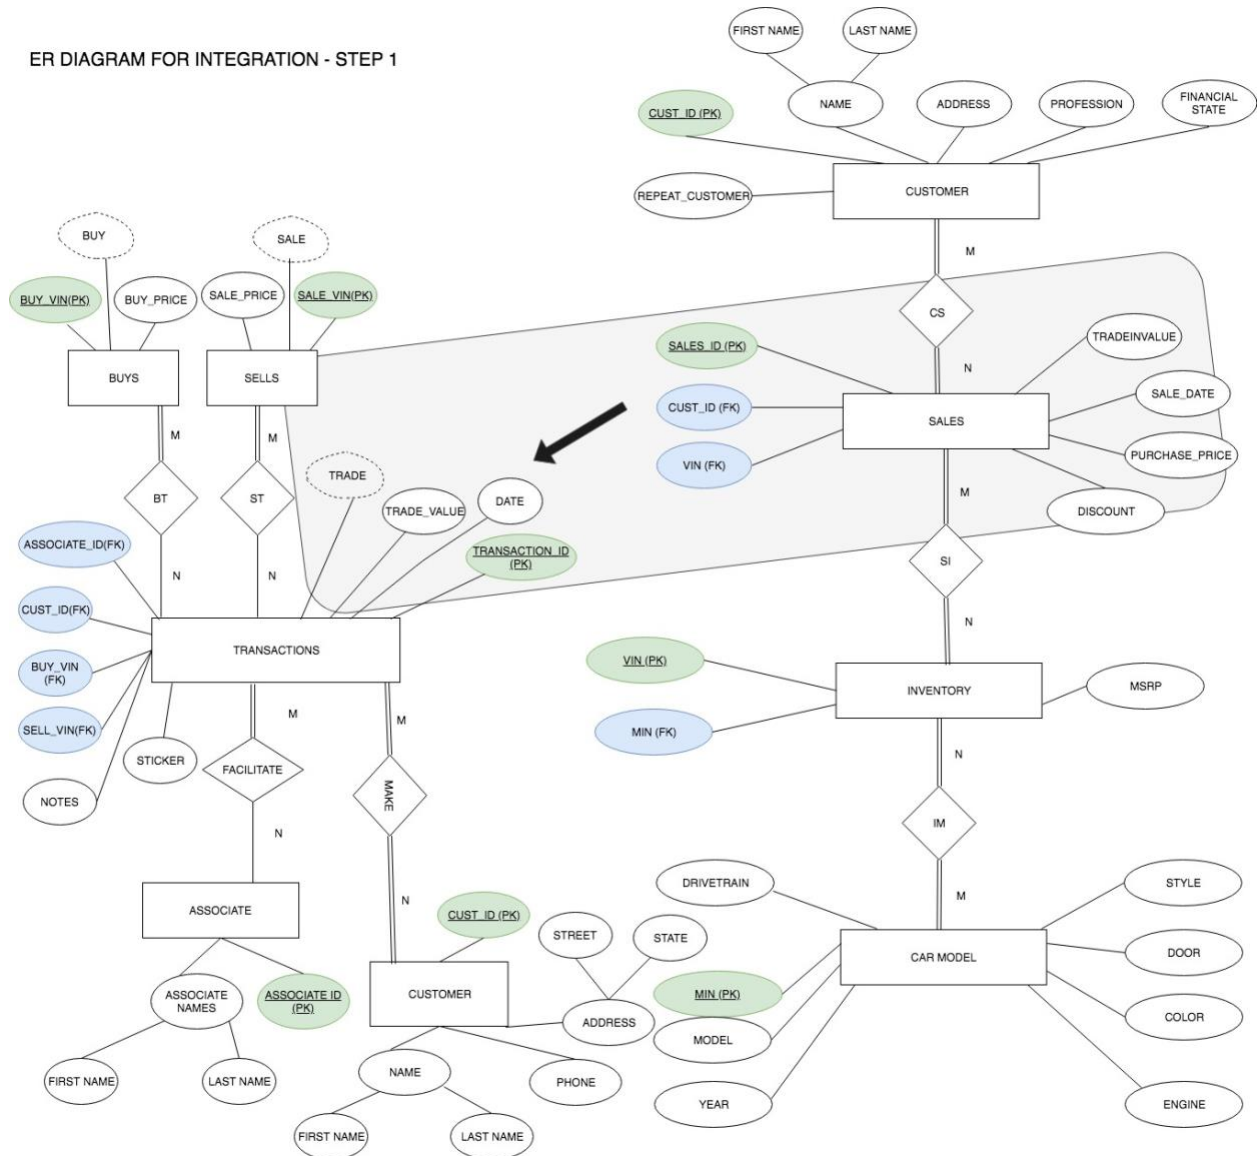 ER DIAGRAM FOR INTEGRATION - STEP 1
FIRST NAME
LAST NAME
CUST_ID (PK)
NAME
ADDRESS
PROFESSION
FINANCIAL
STATE
REPEAT_CUSTOMER
CUSTOMER
M
CS
N
BUY
SALE
BUY_VIN(PK)
BUY_PRICE
SALE_PRICE
SALE_VIN(PK)
BUYS
SELLS
M
M
BT
ST
N
N
SALES_ID (PK)
CUST_ID (FK)
VIN (FK)
SALES
TRADEINVALUE
SALE_DATE
PURCHASE_PRICE
DISCOUNT
M
SI
N
TRADE
TRADE_VALUE
DATE
TRANSACTION_ID
(PK)
ASSOCIATE_ID(FK)
CUST_ID(FK)
BUY_VIN
(FK)
SELL_VIN(FK)
NOTES
STICKER
TRANSACTIONS
M
M
FACILITATE
MAKE
N
N
VIN (PK)
MIN (FK)
INVENTORY
MSRP
N
IM
M
ASSOCIATE
ASSOCIATE
NAMES
ASSOCIATE ID
(PK)
FIRST NAME
LAST NAME
CUST_ID (PK)
CUSTOMER
STREET
STATE
ADDRESS
NAME
PHONE
FIRST NAME
LAST NAME
DRIVETRAIN
MIN (PK)
MODEL
YEAR
CAR MODEL
STYLE
DOOR
COLOR
ENGINE